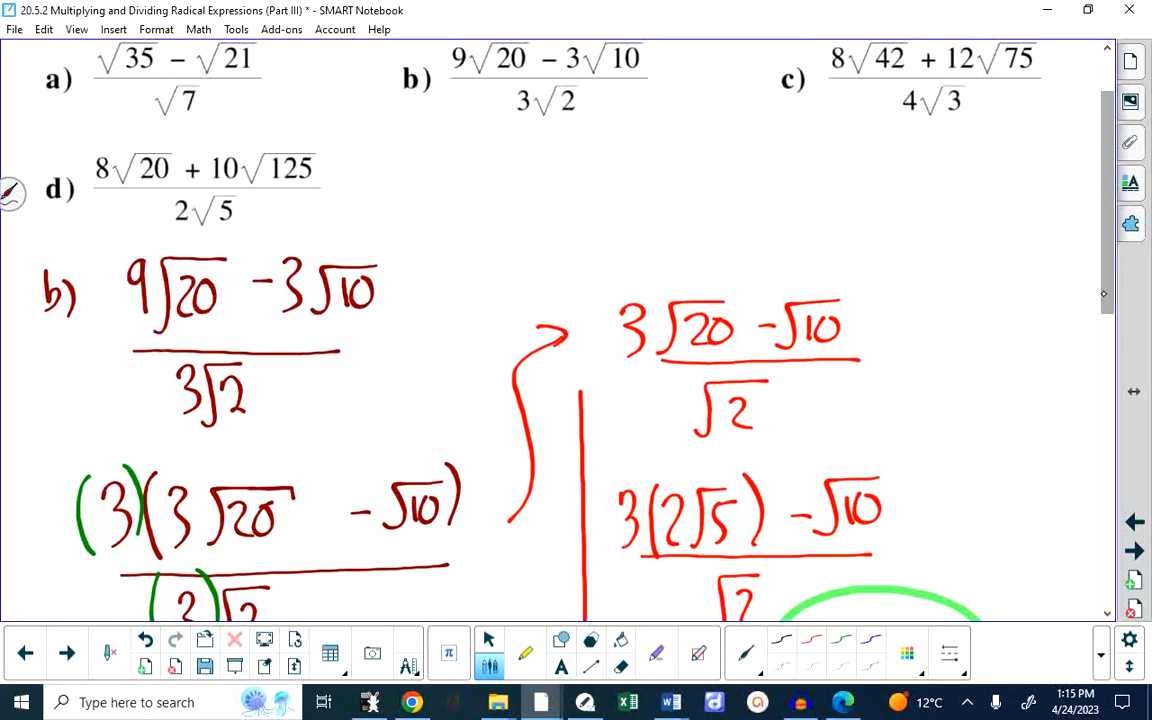 20.5.2 Multiplying and Dividing Radical Expressions (Part III) * - SMART Notebook
File Edit View Insert Format Math Tools Add-ons Account Help
a) (√35 - √21) / √7
b) (9√20 - 3√10) / 3√2
c) (8√42 + 12√75) / 4√3
d) (8√20 + 10√125) / 2√5
b) 9√20 - 3√10
3√2
(3)(3√20 - √10)
(3)√2
3√20 - √10
√2
3(2√5) - √10
√2
π
A
Type here to search
12°C
1:15 PM
4/24/2023